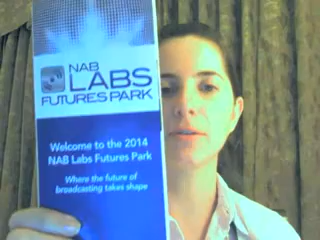 NAB
LABS
FUTURES PARK
Welcome to the 2014
NAB Labs Futures Park
Where the future of
broadcasting takes shape